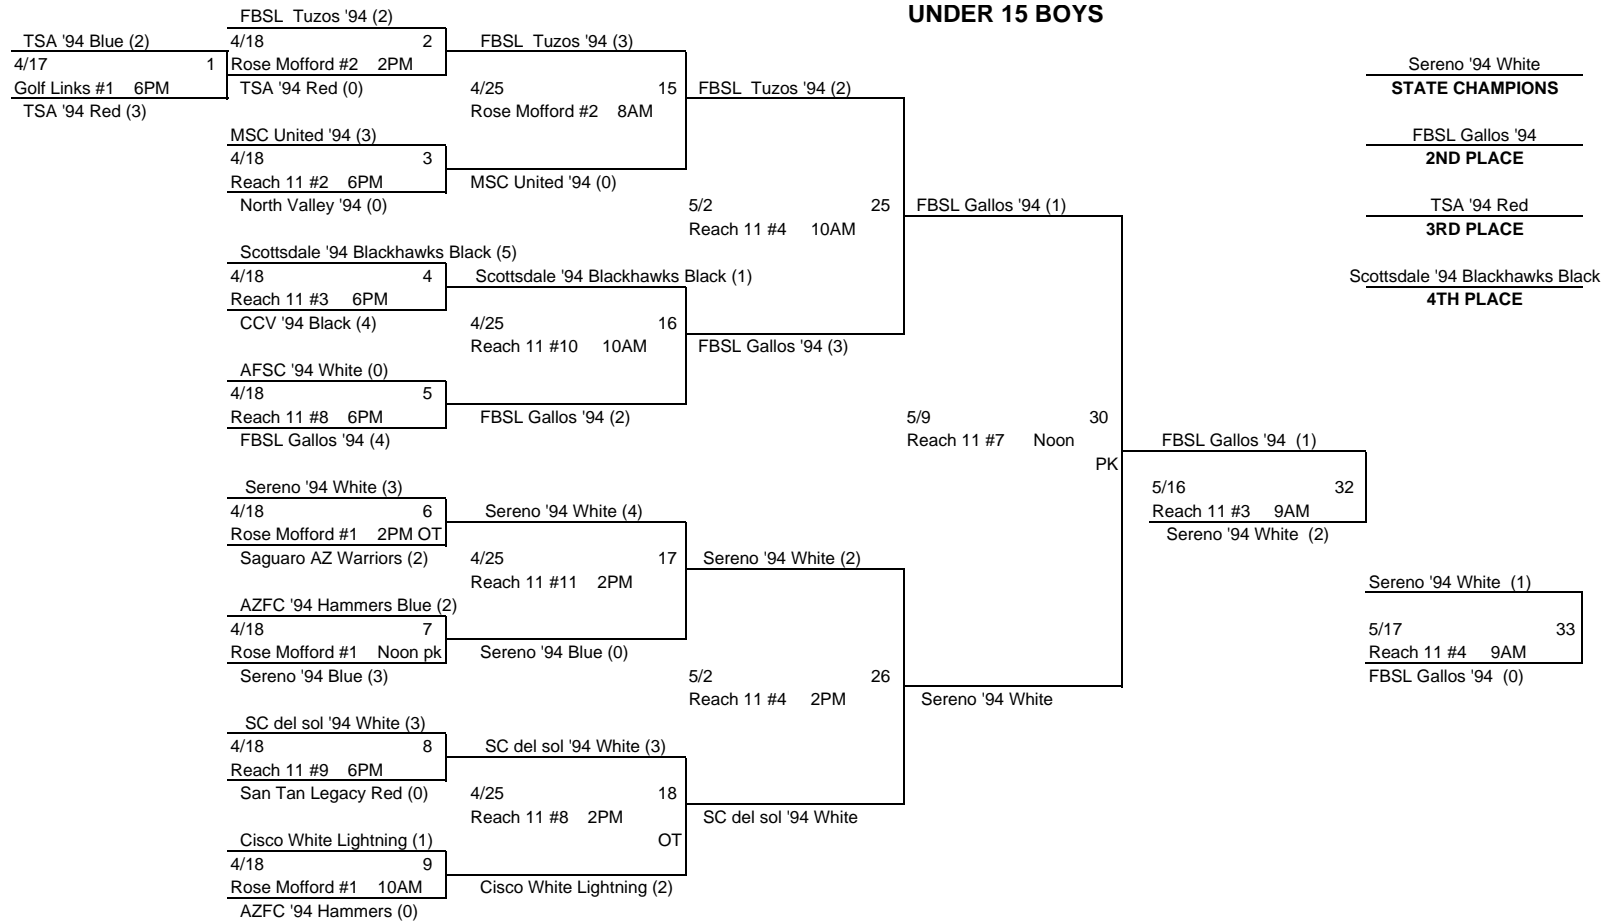 UNDER 15 BOYS
TSA '94 Blue (2)
4/17 1
Golf Links #1 6PM
TSA '94 Red (3)
FBSL Tuzos '94 (2)
4/18 2
Rose Mofford #2 2PM
TSA '94 Red (0)
MSC United '94 (3)
4/18 3
Reach 11 #2 6PM
North Valley '94 (0)
Scottsdale '94 Blackhawks Black (5)
4/18 4
Reach 11 #3 6PM
CCV '94 Black (4)
AFSC '94 White (0)
4/18 5
Reach 11 #8 6PM
FBSL Gallos '94 (4)
Sereno '94 White (3)
4/18 6
Rose Mofford #1 2PM OT
Saguaro AZ Warriors (2)
AZFC '94 Hammers Blue (2)
4/18 7
Rose Mofford #1 Noon pk
Sereno '94 Blue (3)
SC del sol '94 White (3)
4/18 8
Reach 11 #9 6PM
San Tan Legacy Red (0)
Cisco White Lightning (1)
4/18 9
Rose Mofford #1 10AM
AZFC '94 Hammers (0)
FBSL Tuzos '94 (3)
4/25 15
Rose Mofford #2 8AM
MSC United '94 (0)
Scottsdale '94 Blackhawks Black (1)
4/25 16
Reach 11 #10 10AM
FBSL Gallos '94 (2)
Sereno '94 White (4)
4/25 17
Reach 11 #11 2PM
Sereno '94 Blue (0)
SC del sol '94 White (3)
4/25 18
Reach 11 #8 2PM
OT
Cisco White Lightning (2)
FBSL Tuzos '94 (2)
5/2 25
Reach 11 #4 10AM
FBSL Gallos '94 (3)
Sereno '94 White (2)
5/2 26
Reach 11 #4 2PM
SC del sol '94 White
FBSL Gallos '94 (1)
5/9 30
Reach 11 #7 Noon
PK
Sereno '94 White
FBSL Gallos '94 (1)
5/16 32
Reach 11 #3 9AM
Sereno '94 White (2)
Sereno '94 White (1)
5/17 33
Reach 11 #4 9AM
FBSL Gallos '94 (0)
Sereno '94 White
STATE CHAMPIONS
FBSL Gallos '94
2ND PLACE
TSA '94 Red
3RD PLACE
Scottsdale '94 Blackhawks Black
4TH PLACE